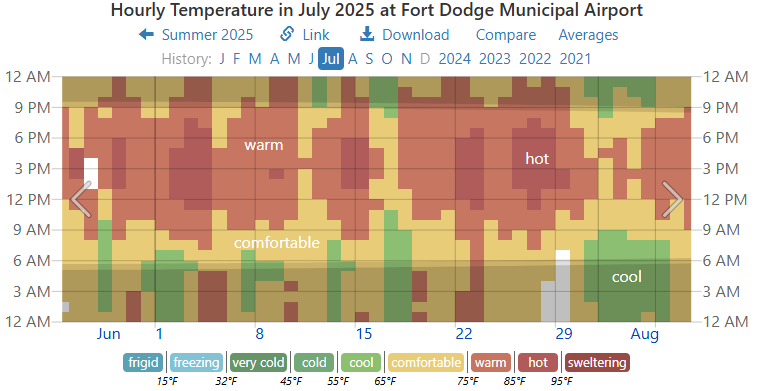 Hourly Temperature in July 2025 at Fort Dodge Municipal Airport
Summer 2025 Link Download Compare Averages
History: J F M A M J Jul A S O N D 2024 2023 2022 2021
12 AM 12 AM
9 PM 9 PM
6 PM warm 6 PM
3 PM hot 3 PM
12 PM 12 PM
9 AM comfortable 9 AM
6 AM cool 6 AM
3 AM 3 AM
12 AM 12 AM
Jun 1 8 15 22 29 Aug
frigid freezing very cold cold cool comfortable warm hot sweltering
15°F 32°F 45°F 55°F 65°F 75°F 85°F 95°F